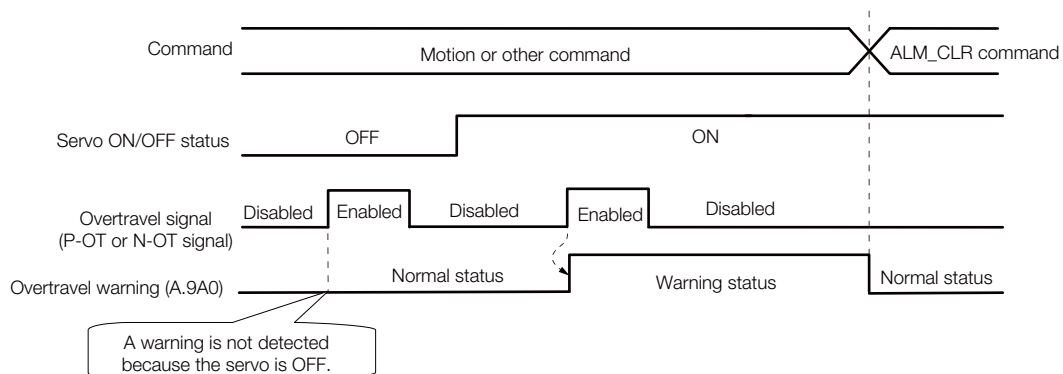 Command
Motion or other command
ALM_CLR command
Servo ON/OFF status
OFF
ON
Overtravel signal
(P-OT or N-OT signal)
Disabled
Enabled
Disabled
Enabled
Disabled
Overtravel warning (A.9A0)
Normal status
Warning status
Normal status
A warning is not detected
because the servo is OFF.